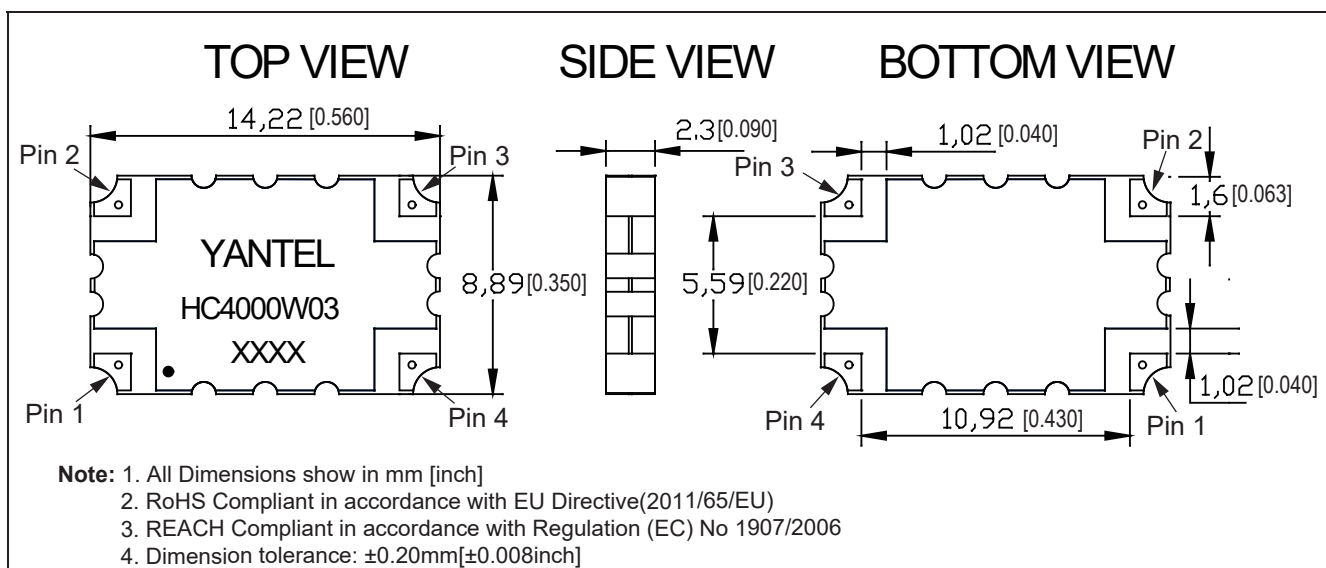 TOP VIEW
SIDE VIEW
BOTTOM VIEW
14,22 [0.560]
Pin 2
Pin 3
YANTEL
HC4000W03
XXXX
8,89 [0.350]
Pin 1
Pin 4
2.3 [0.090]
5,59 [0.220]
1,02 [0.040]
Pin 3
Pin 2
1,6 [0.063]
1,02 [0.040]
Pin 4
10,92 [0.430]
Pin 1
Note: 1. All Dimensions show in mm [inch]
2. RoHS Compliant in accordance with EU Directive(2011/65/EU)
3. REACH Compliant in accordance with Regulation (EC) No 1907/2006
4. Dimension tolerance: ±0.20mm[±0.008inch]